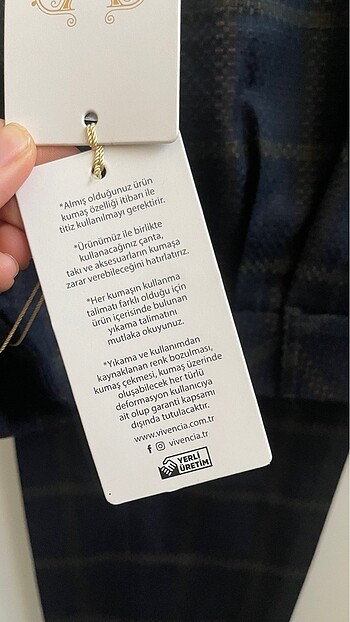 *Almış olduğunuz ürün
kumaş özelliği itibarı ile
titiz kullanılmayı gerektirir.
*Ürünümüz ile birlikte
kullanacağınız çanta,
takı ve aksesuarların kumaşa
zarar verebileceğini hatırlatırız.
*Her kumaşın kullanma
talimatı farklı olduğu için
ürün içerisinde bulunan
yıkama talimatını
mutlaka okuyunuz.
*Yıkama ve kullanımdan
kaynaklanan renk bozulması,
kumaş çekmesi, kumaş üzerinde
oluşabilecek her türlü
deformasyon kullanıcıya
ait olup garanti kapsamı
dışında tutulacaktır.
www.vivencia.com.tr
vivencia.tr
YERLİ
ÜRETİM